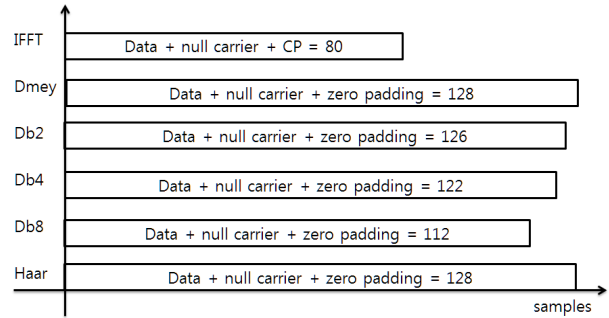 IFFT Data + null carrier + CP = 80
Dmey Data + null carrier + zero padding = 128
Db2 Data + null carrier + zero padding = 126
Db4 Data + null carrier + zero padding = 122
Db8 Data + null carrier + zero padding = 112
Haar Data + null carrier + zero padding = 128
samples